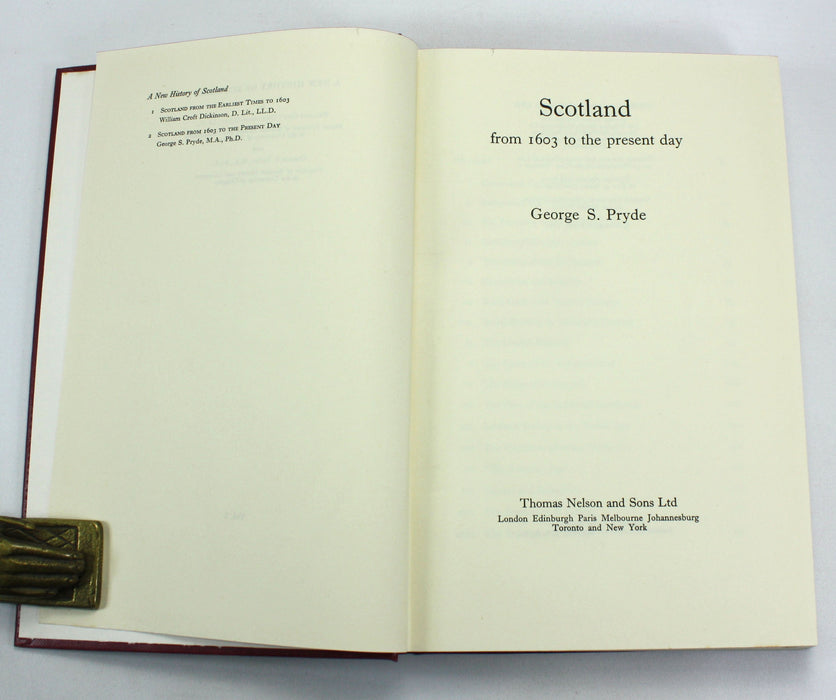 A New History of Scotland
1 Scotland from the Earliest Times to 1603
William Croft Dickinson, D. Lit., LL.D.
2 Scotland from 1603 to the Present Day
George S. Pryde, M.A., Ph.D.
Scotland
from 1603 to the present day
George S. Pryde
Thomas Nelson and Sons Ltd
London Edinburgh Paris Melbourne Johannesburg
Toronto and New York